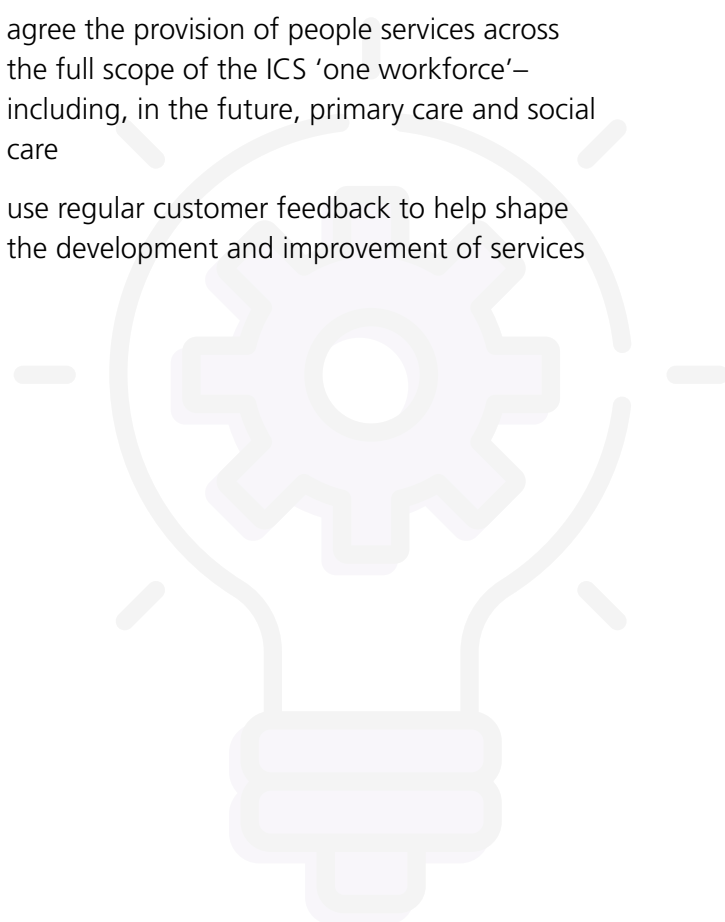 agree the provision of people services across
the full scope of the ICS ‘one workforce’–
including, in the future, primary care and social
care
use regular customer feedback to help shape
the development and improvement of services